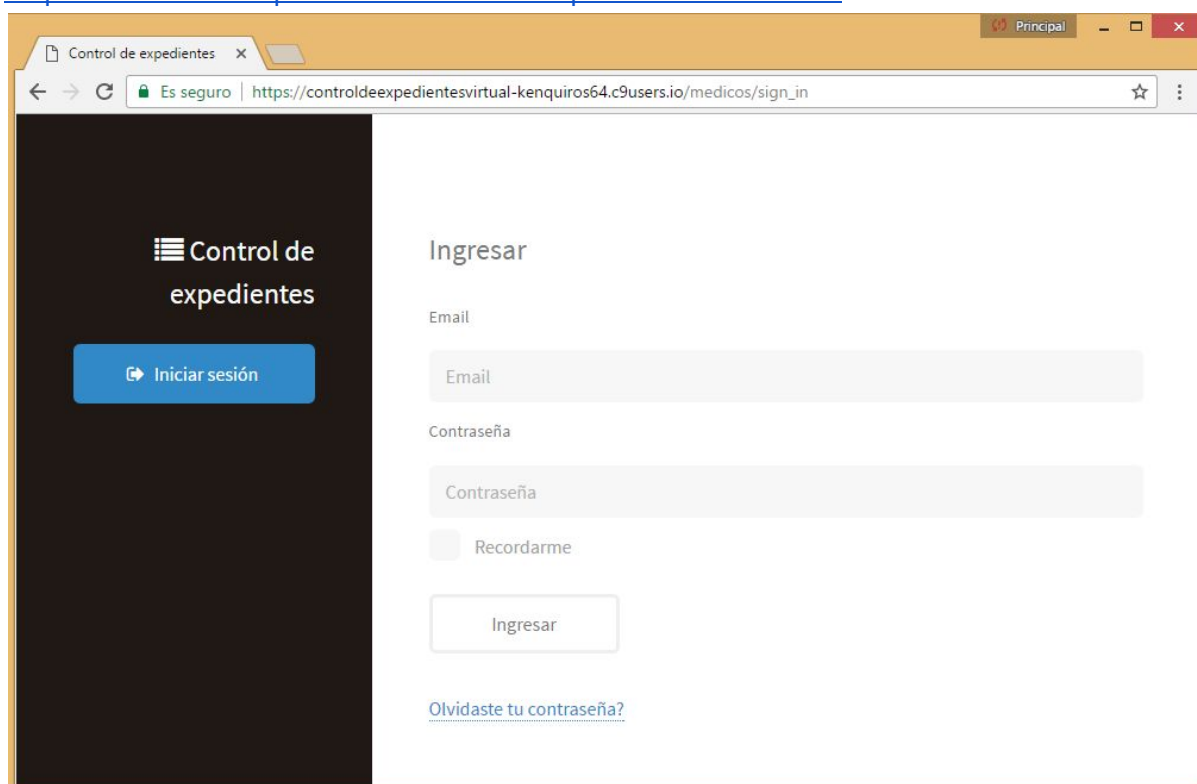 Principal
Control de expedientes
Es seguro | https://controldeexpedientesvirtual-kenquiros64.c9users.io/medicos/sign_in
Control de
expedientes
Iniciar sesión
Ingresar
Email
Email
Contraseña
Contraseña
Recordarme
Ingresar
Olvidaste tu contraseña?